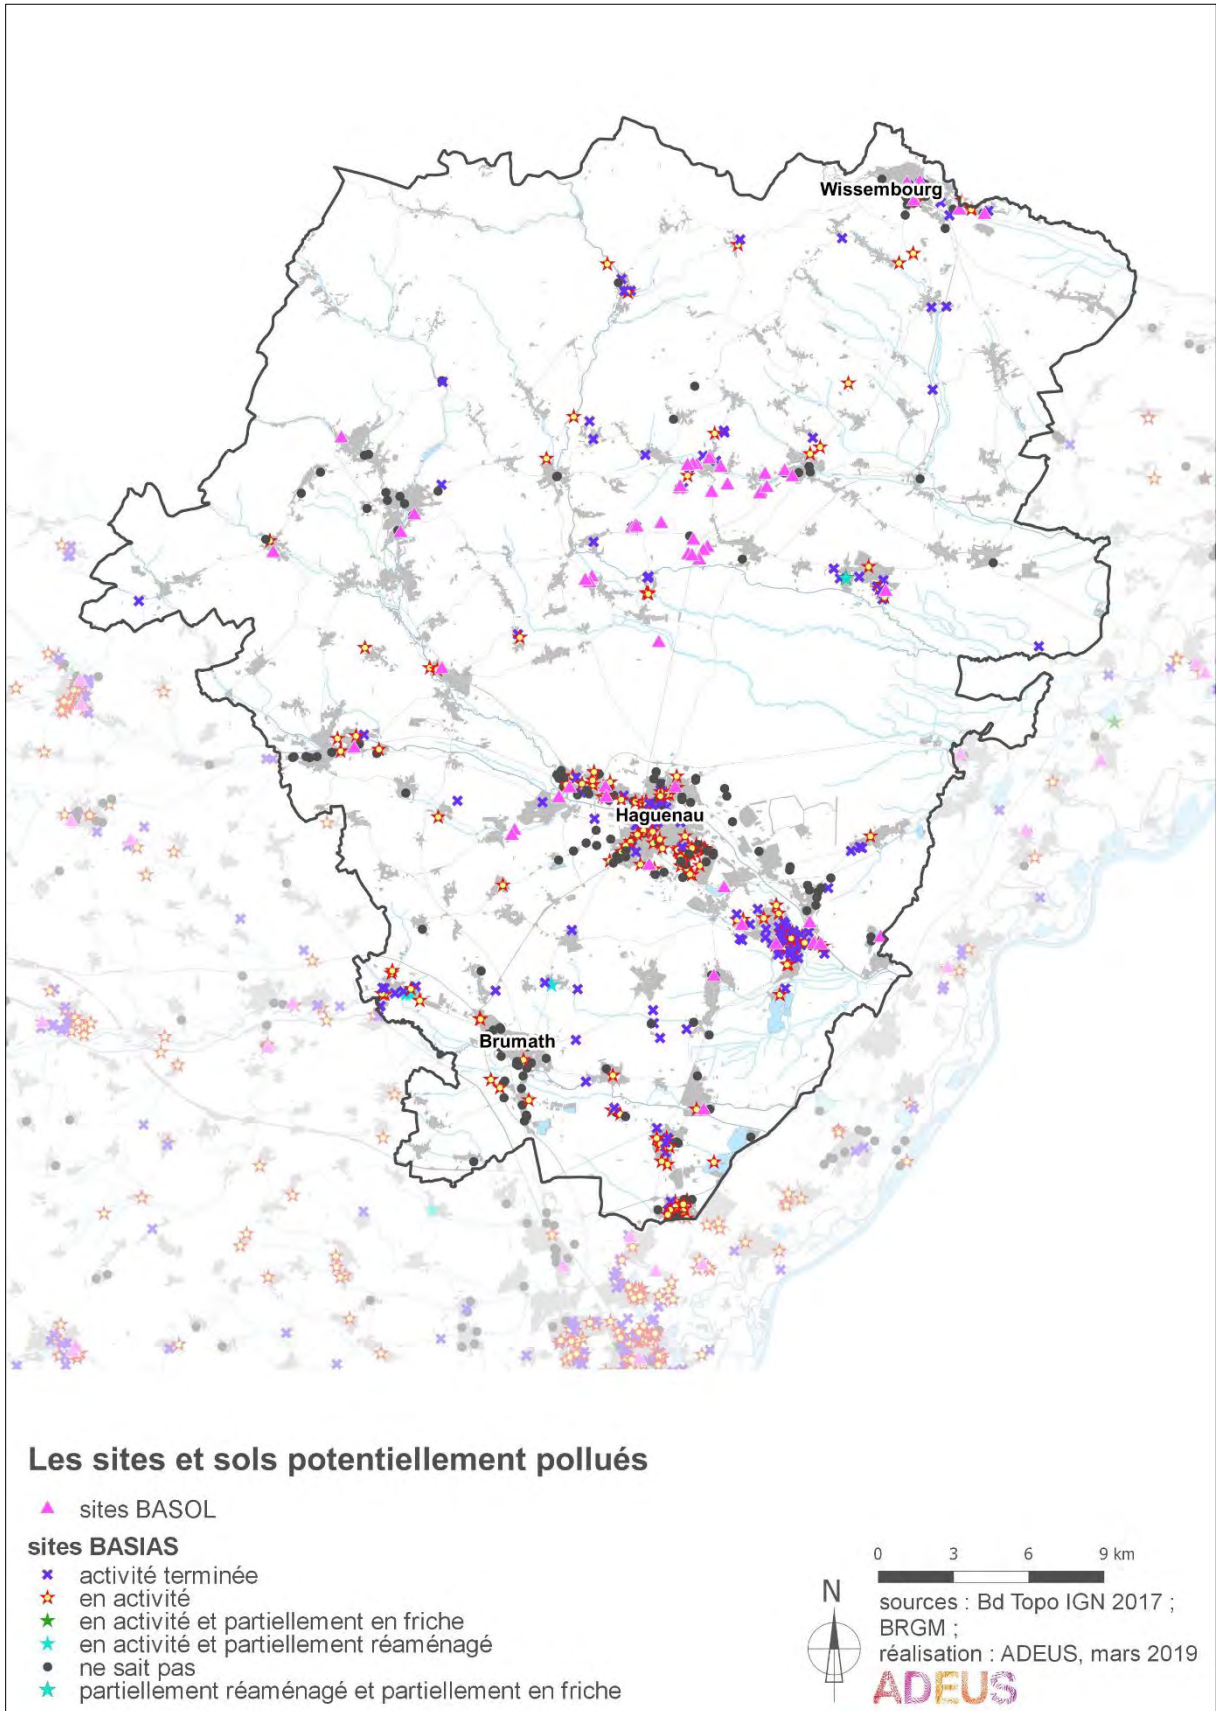 Wissembourg
Haguenau
Brumath
Les sites et sols potentiellement pollués
sites BASOL
sites BASIAS
activité terminée
en activité
en activité et partiellement en friche
en activité et partiellement réaménagé
ne sait pas
partiellement réaménagé et partiellement en friche
N
0 3 6 9 km
sources : Bd Topo IGN 2017 ;
BRGM ;
réalisation : ADEUS, mars 2019
ADEUS